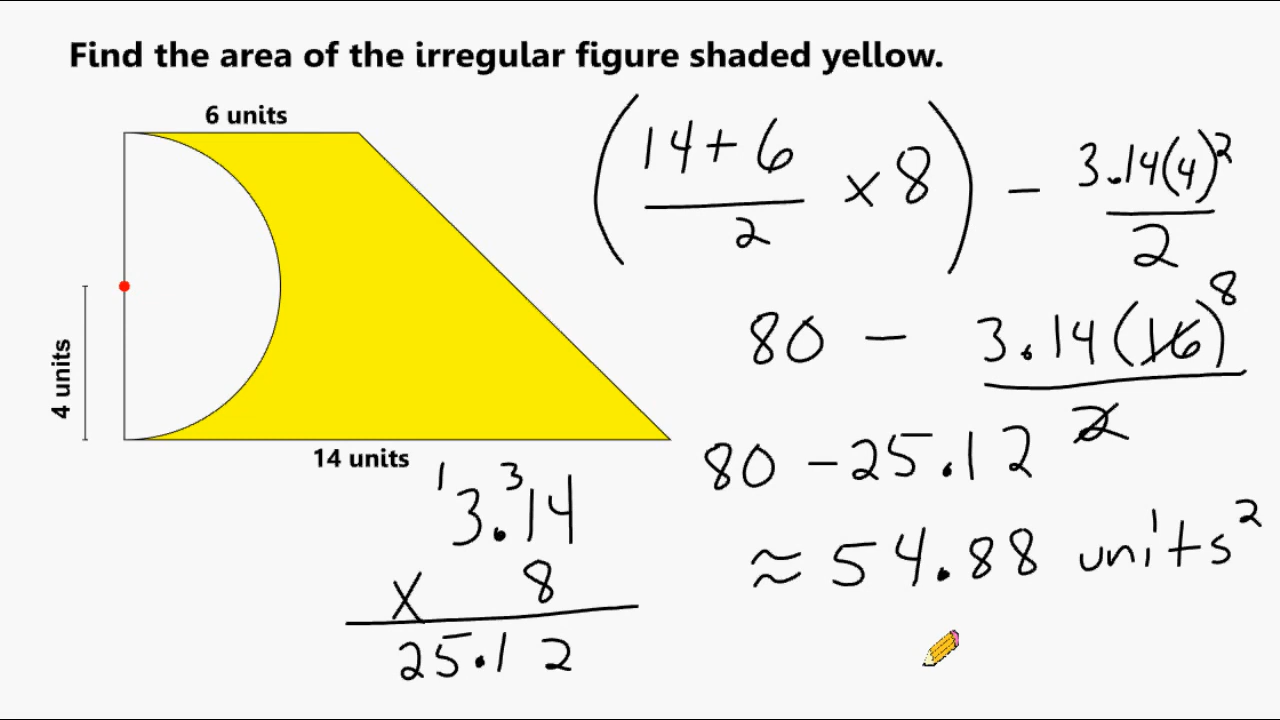 Find the area of the irregular figure shaded yellow.
6 units
4 units
14 units
(14 + 6 / 2 × 8) − 3.14(4)² / 2
80 − 3.14(16)⁸ / 2
80 − 25.12
≈ 54.88 units²
1 3
3.14
× 8
25.12